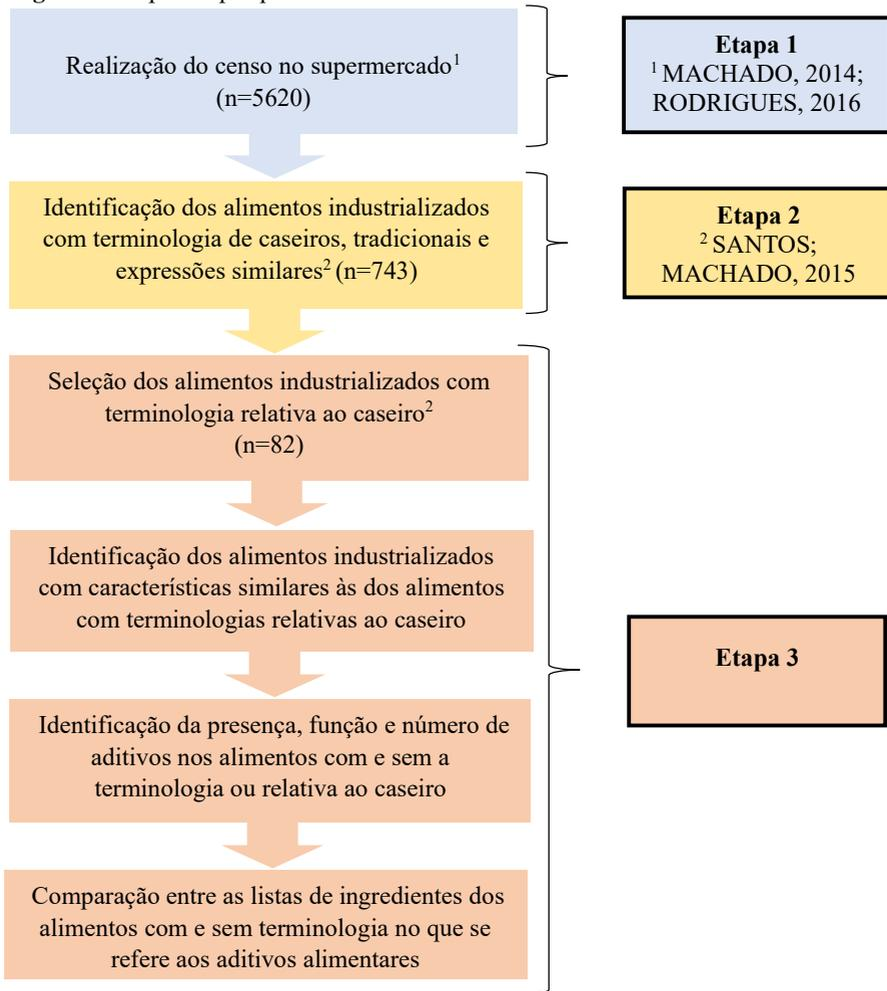 Realização do censo no supermercado¹
(n=5620)
Etapa 1
¹ MACHADO, 2014;
RODRIGUES, 2016
Identificação dos alimentos industrializados
com terminologia de caseiros, tradicionais e
expressões similares² (n=743)
Etapa 2
² SANTOS;
MACHADO, 2015
Seleção dos alimentos industrializados com
terminologia relativa ao caseiro²
(n=82)
Identificação dos alimentos industrializados
com características similares às dos alimentos
com terminologias relativas ao caseiro
Etapa 3
Identificação da presença, função e número de
aditivos nos alimentos com e sem a
terminologia ou relativa ao caseiro
Comparação entre as listas de ingredientes dos
alimentos com e sem terminologia no que se
refere aos aditivos alimentares